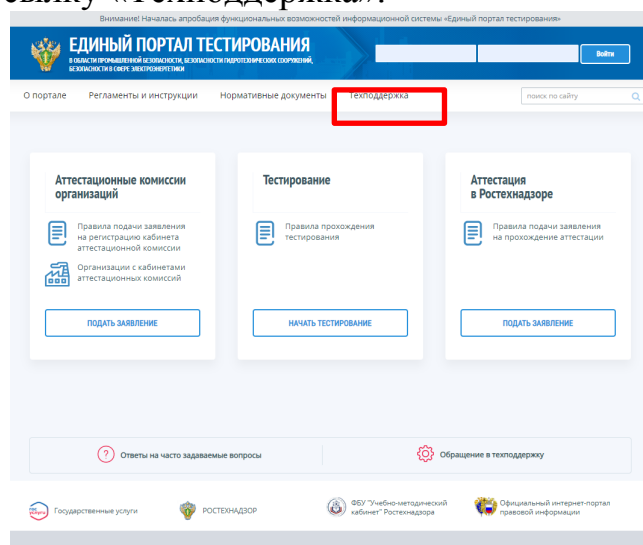 сылку «Техподдержка».
Внимание! Началась апробация функциональных возможностей информационной системы «Единый портал тестирования»
ЕДИНЫЙ ПОРТАЛ ТЕСТИРОВАНИЯ
В ОБЛАСТИ ПРОМЫШЛЕННОЙ БЕЗОПАСНОСТИ, БЕЗОПАСНОСТИ ГИДРОТЕХНИЧЕСКИХ СООРУЖЕНИЙ,
БЕЗОПАСНОСТИ В СФЕРЕ ЭЛЕКТРОЭНЕРГЕТИКИ
Войти
О портале Регламенты и инструкции Нормативные документы Техподдержка поиск по сайту
Аттестационные комиссии
организаций
Правила подачи заявления
на регистрацию кабинета
аттестационной комиссии
Организации с кабинетами
аттестационных комиссий
ПОДАТЬ ЗАЯВЛЕНИЕ
Тестирование
Правила прохождения
тестирования
НАЧАТЬ ТЕСТИРОВАНИЕ
Аттестация
в Ростехнадзоре
Правила подачи заявления
на прохождение аттестации
ПОДАТЬ ЗАЯВЛЕНИЕ
Ответы на часто задаваемые вопросы
Обращение в техподдержку
госуслуги
Государственные услуги
РОСТЕХНАДЗОР
ФБУ "Учебно-методический
кабинет" Ростехнадзора
Официальный интернет-портал
правовой информации